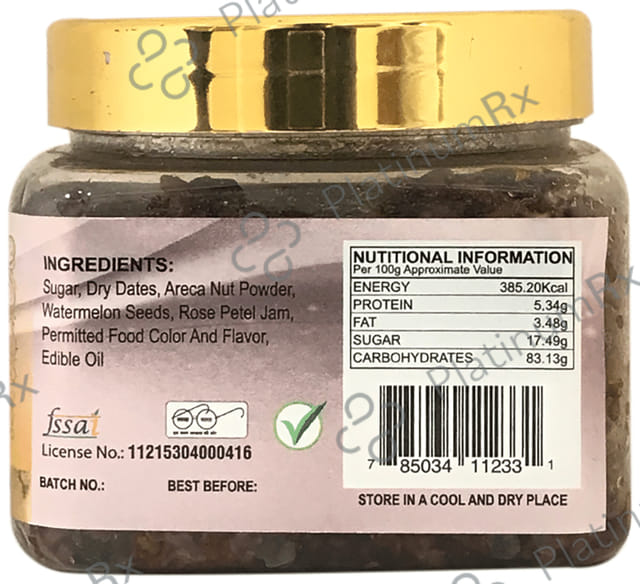 INGREDIENTS:
Sugar, Dry Dates, Areca Nut Powder,
Watermelon Seeds, Rose Petel Jam,
Permitted Food Color And Flavor,
Edible Oil
fssai
License No.: 11215304000416
BATCH NO.: BEST BEFORE:
NUTITIONAL INFORMATION
Per 100g Approximate Value
ENERGY 385.20Kcal
PROTEIN 5.34g
FAT 3.48g
SUGAR 17.49g
CARBOHYDRATES 83.13g
7 85034 11233 1
STORE IN A COOL AND DRY PLACE
PlatinumRx
PlatinumRx
PlatinumRx